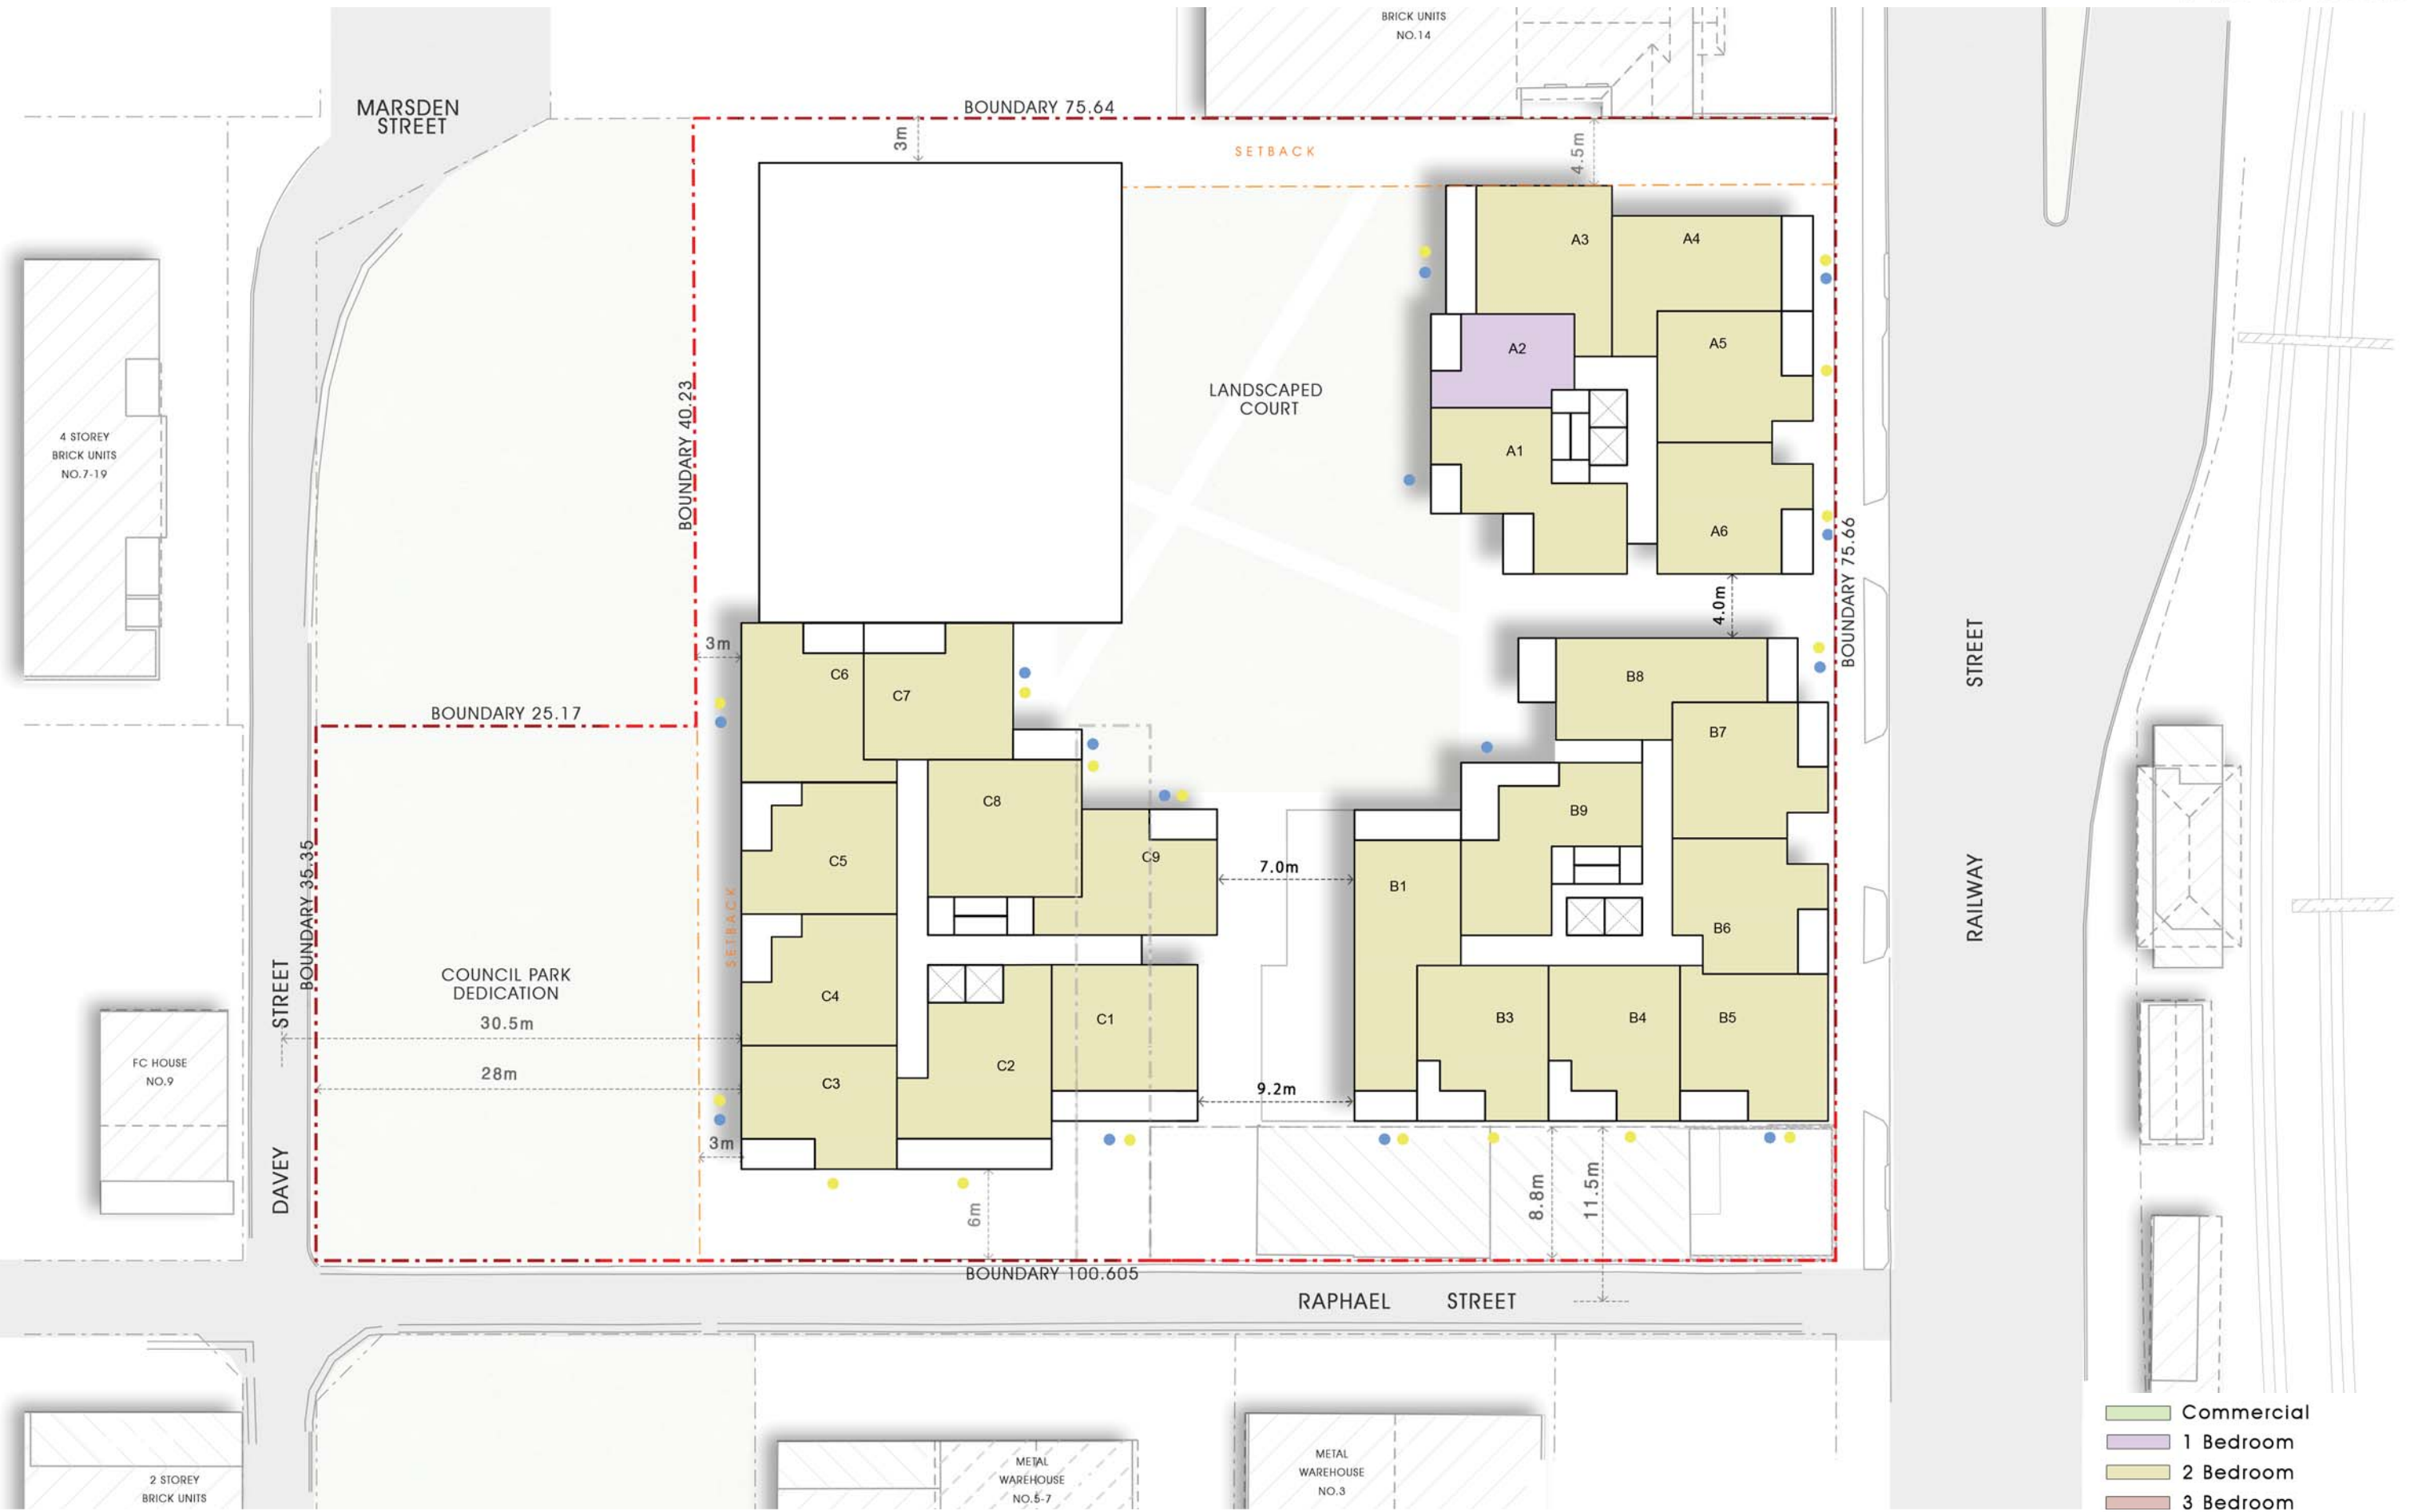 BRICK UNITS
NO.14
MARSDEN
STREET
BOUNDARY 75.64
3m
SETBACK
4.5m
A3
A4
A2
A5
LANDSCAPED
COURT
BOUNDARY 40.23
4 STOREY
BRICK UNITS
NO.7-19
A1
A6
BOUNDARY 75.66
4.0m
3m
C6
C7
B8
STREET
BOUNDARY 25.17
B7
C8
B9
C5
C9
7.0m
B1
BOUNDARY 35.35
SETBACK
RAILWAY
B6
STREET
COUNCIL PARK
DEDICATION
C4
30.5m
C1
B3
B4
B5
FC HOUSE
NO.9
28m
C3
C2
9.2m
3m
DAVEY
6m
8.8m
11.5m
BOUNDARY 100.605
RAPHAEL STREET
2 STOREY
BRICK UNITS
METAL
WAREHOUSE
NO.5-7
METAL
WAREHOUSE
NO.3
Commercial
1 Bedroom
2 Bedroom
3 Bedroom